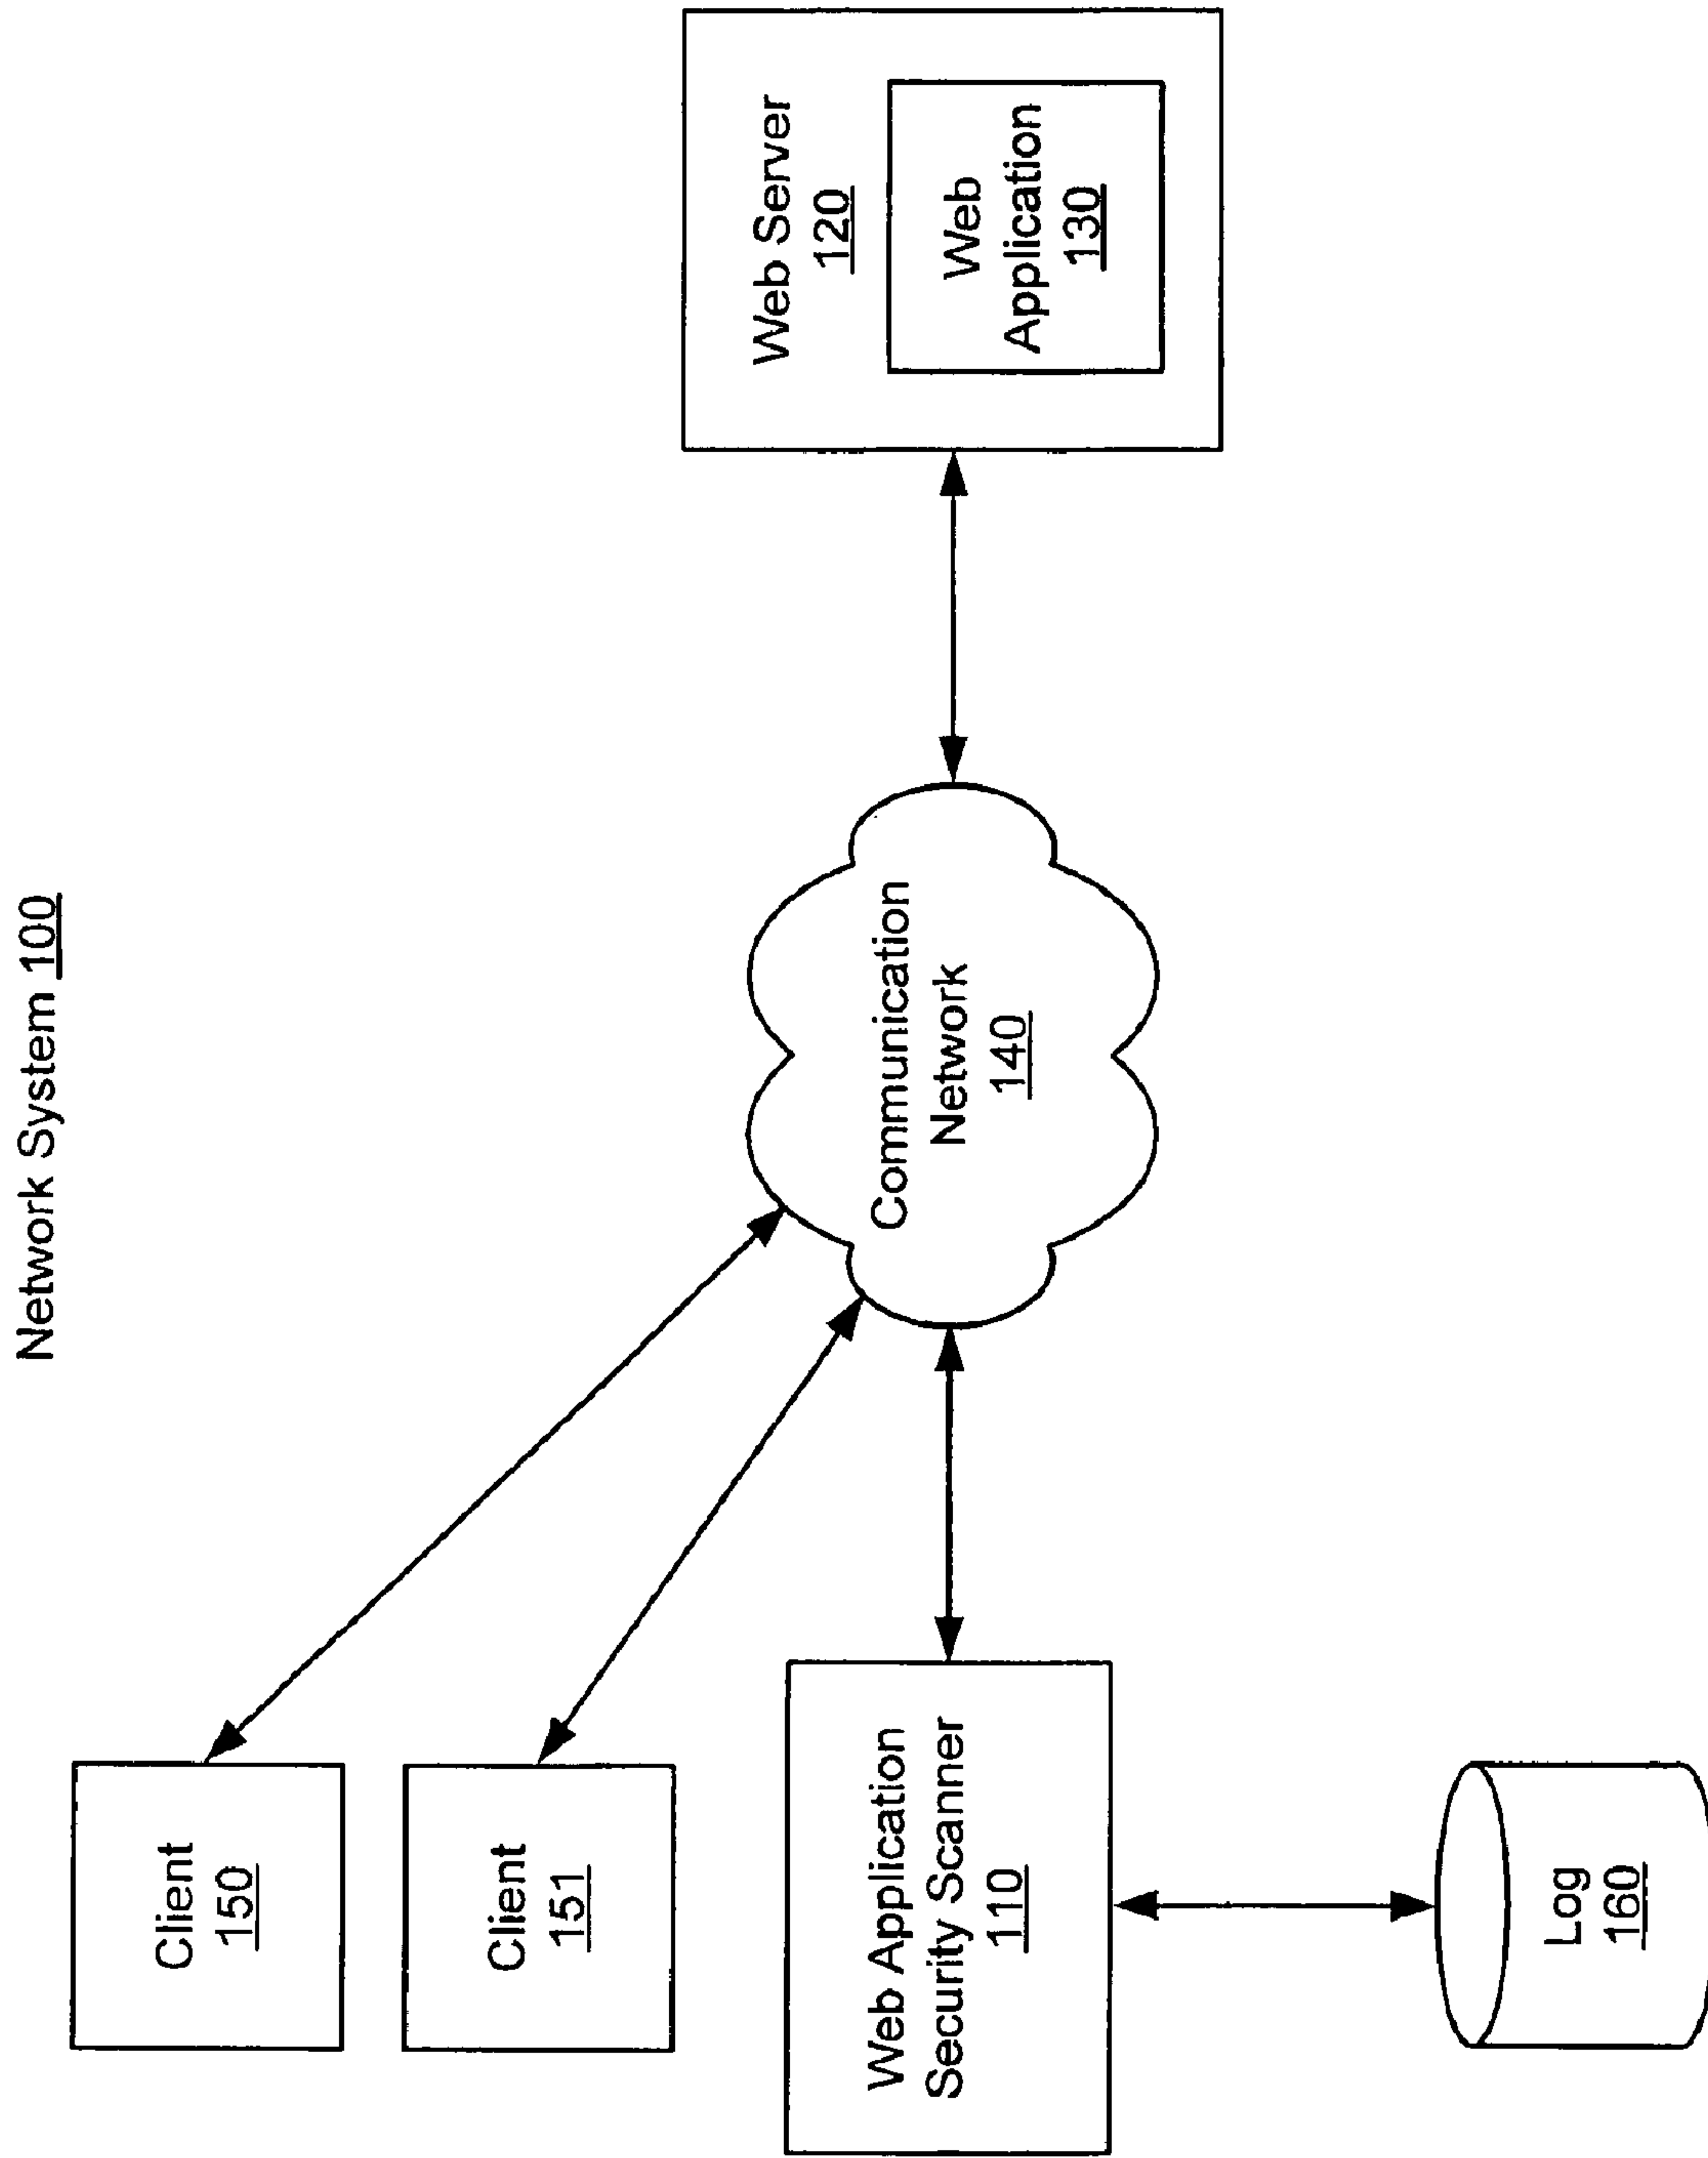 Network System 100
Client
150
Client
151
Web Application
Security Scanner
110
Log
160
Communication
Network
140
Web Server
120
Web
Application
130